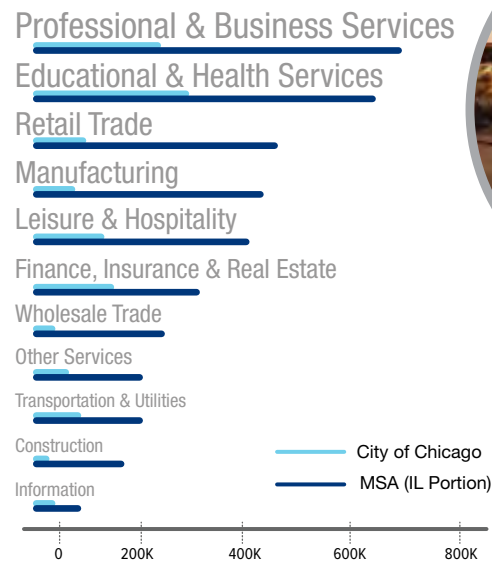 Professional & Business Services
Educational & Health Services
Retail Trade
Manufacturing
Leisure & Hospitality
Finance, Insurance & Real Estate
Wholesale Trade
Other Services
Transportation & Utilities
Construction
City of Chicago
MSA (IL Portion)
Information
0 200K 400K 600K 800K